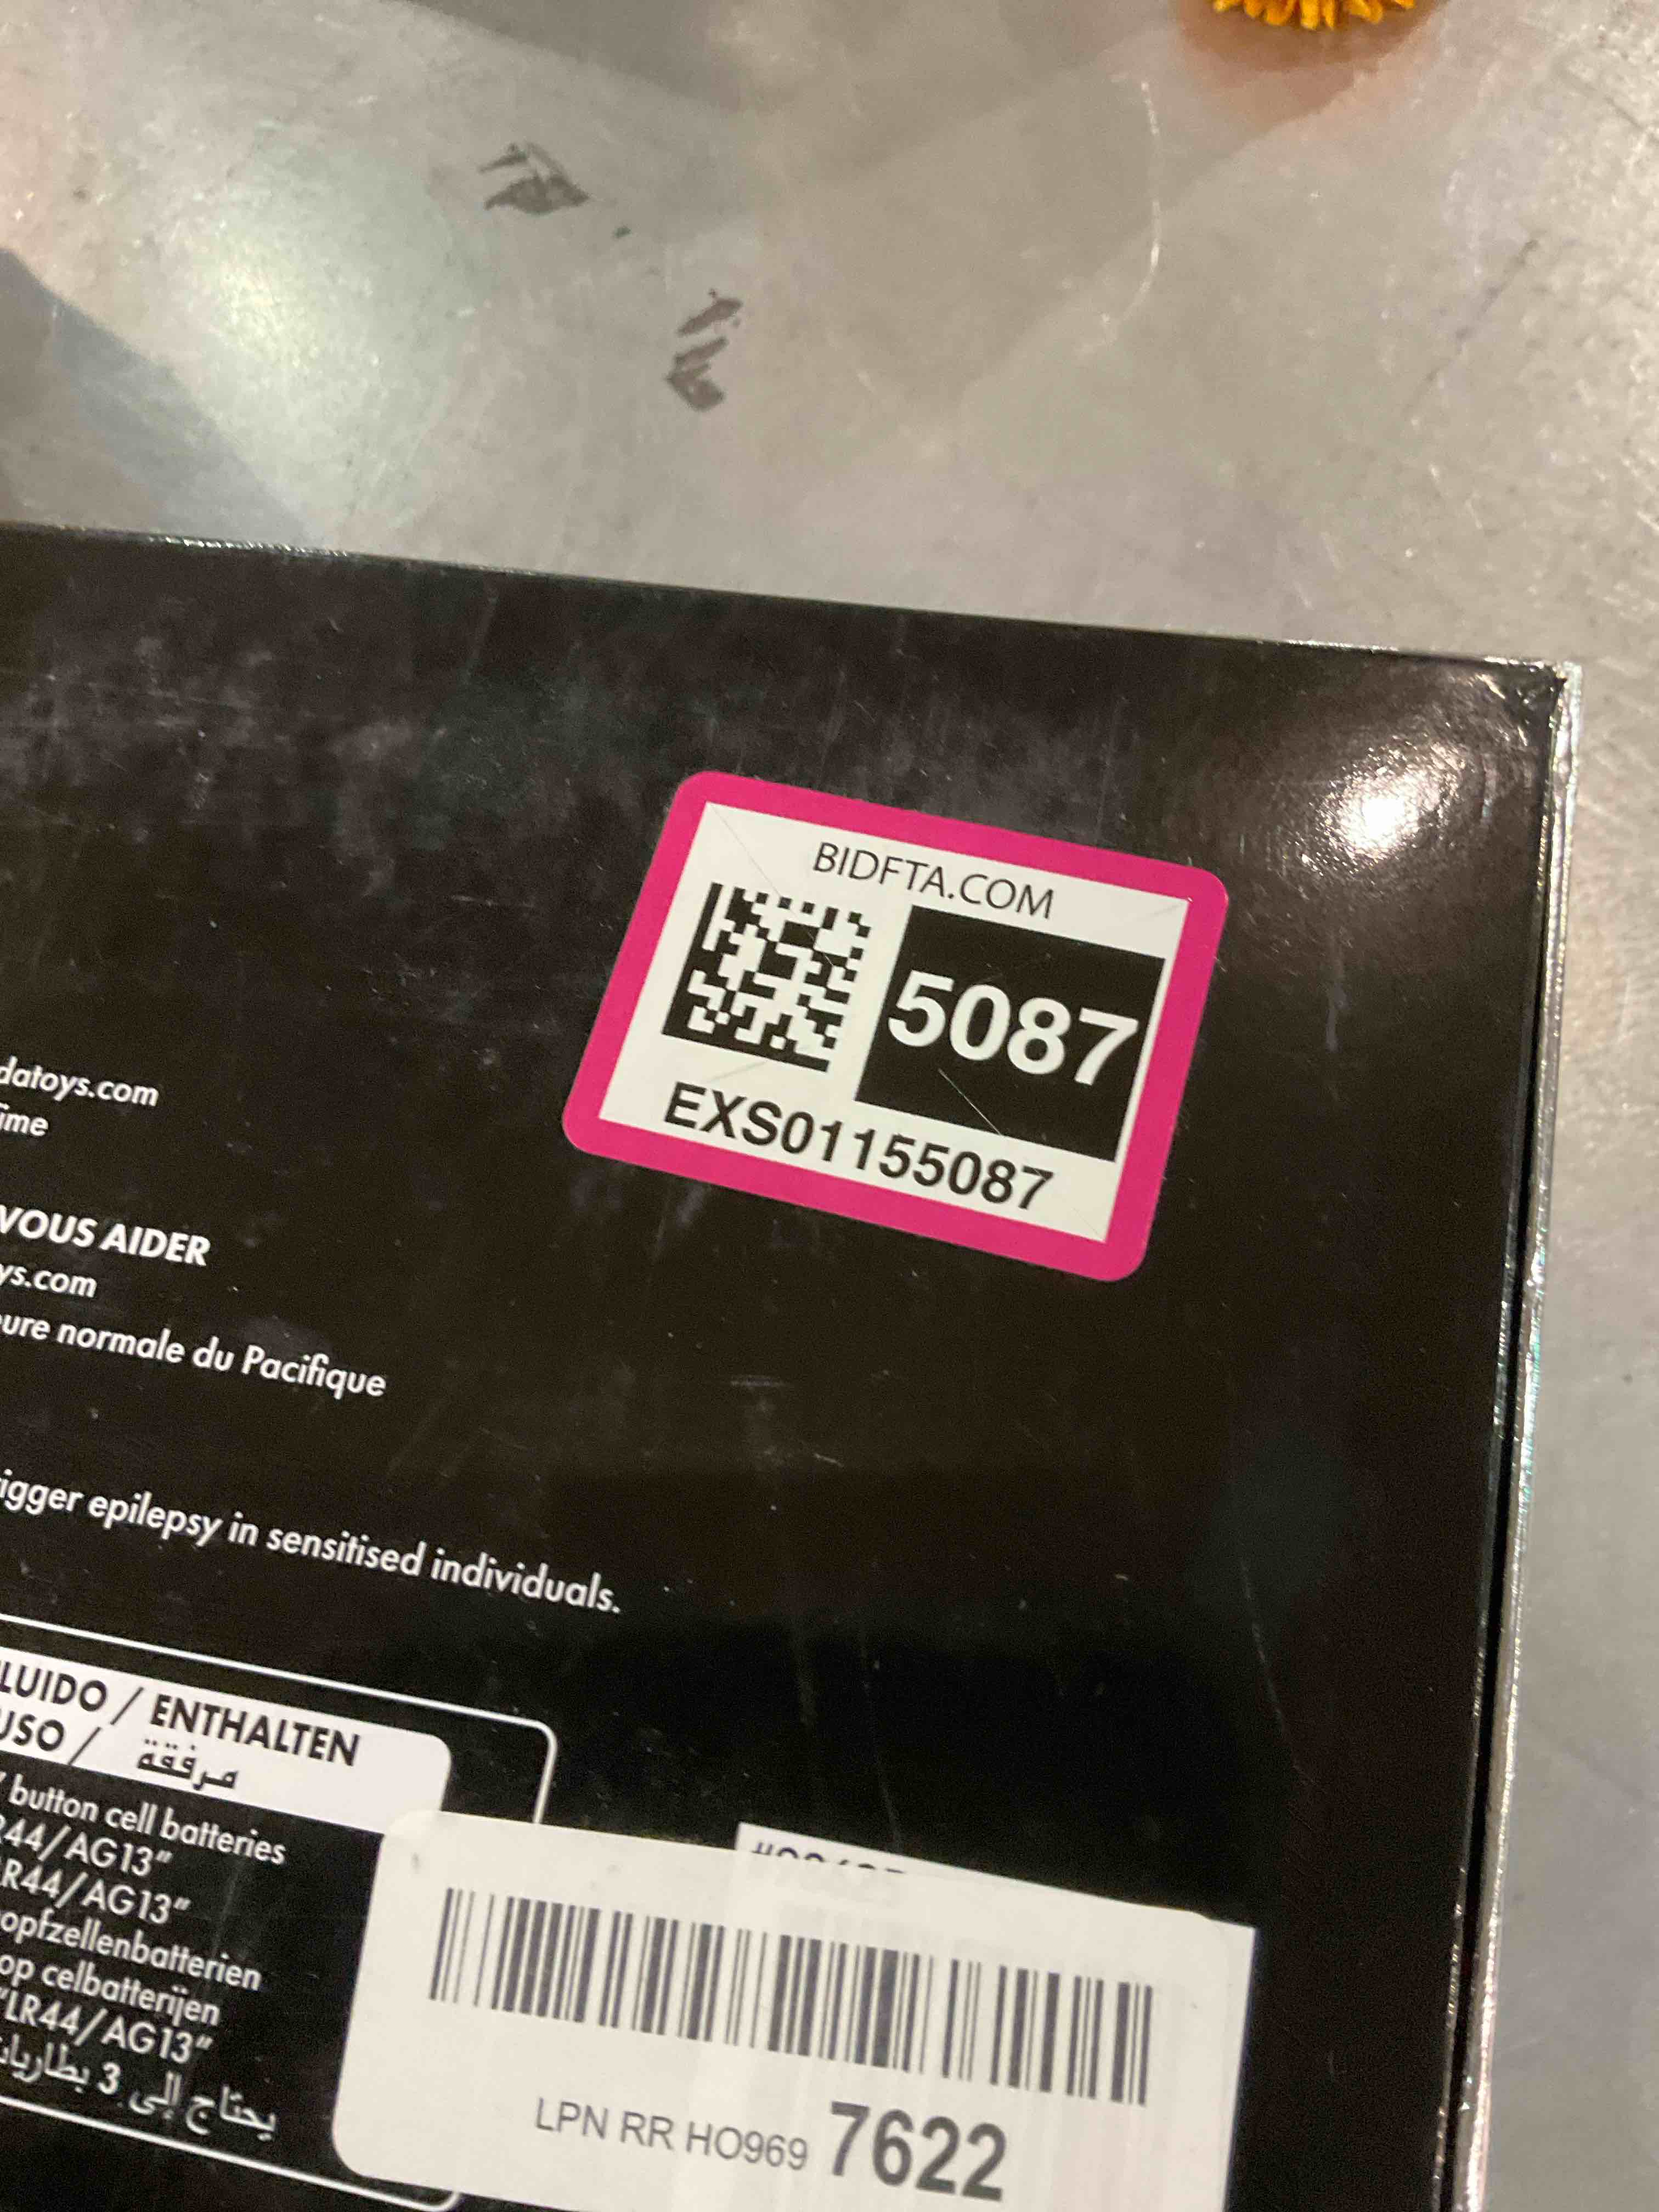 BIDFTA.COM
5087
EXS01155087
datoys.com
ime
VOUS AIDER
ys.com
ure normale du Pacifique
igger epilepsy in sensitised individuals.
LUIDO / ENTHALTEN
USO / مرفقة
button cell batteries
R44/AG13"
LR44/AG13"
opfzellenbatterien
op celbatterijen
"LR44/AG13"
يحتاج إلى 3 بطاريات
LPN RR HO969 7622